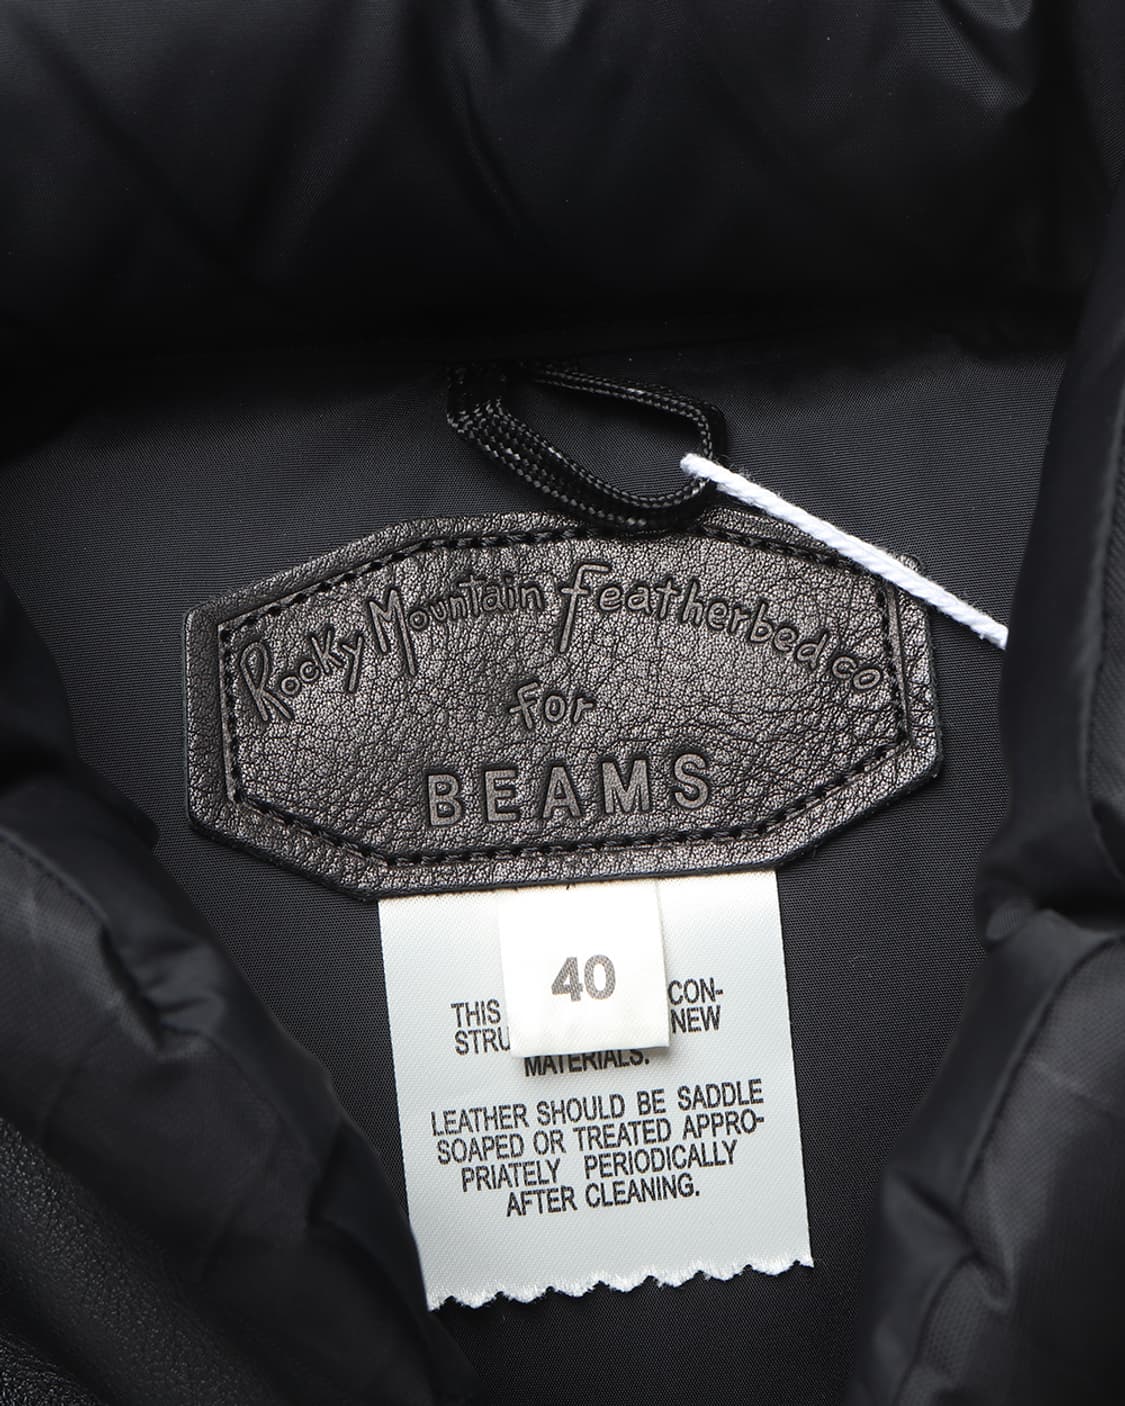 Rocky Mountain Featherbed co
for
BEAMS
40
THIS CON-
STRU NEW
MATERIALS.
LEATHER SHOULD BE SADDLE
SOAPED OR TREATED APPRO-
PRIATELY PERIODICALLY
AFTER CLEANING.